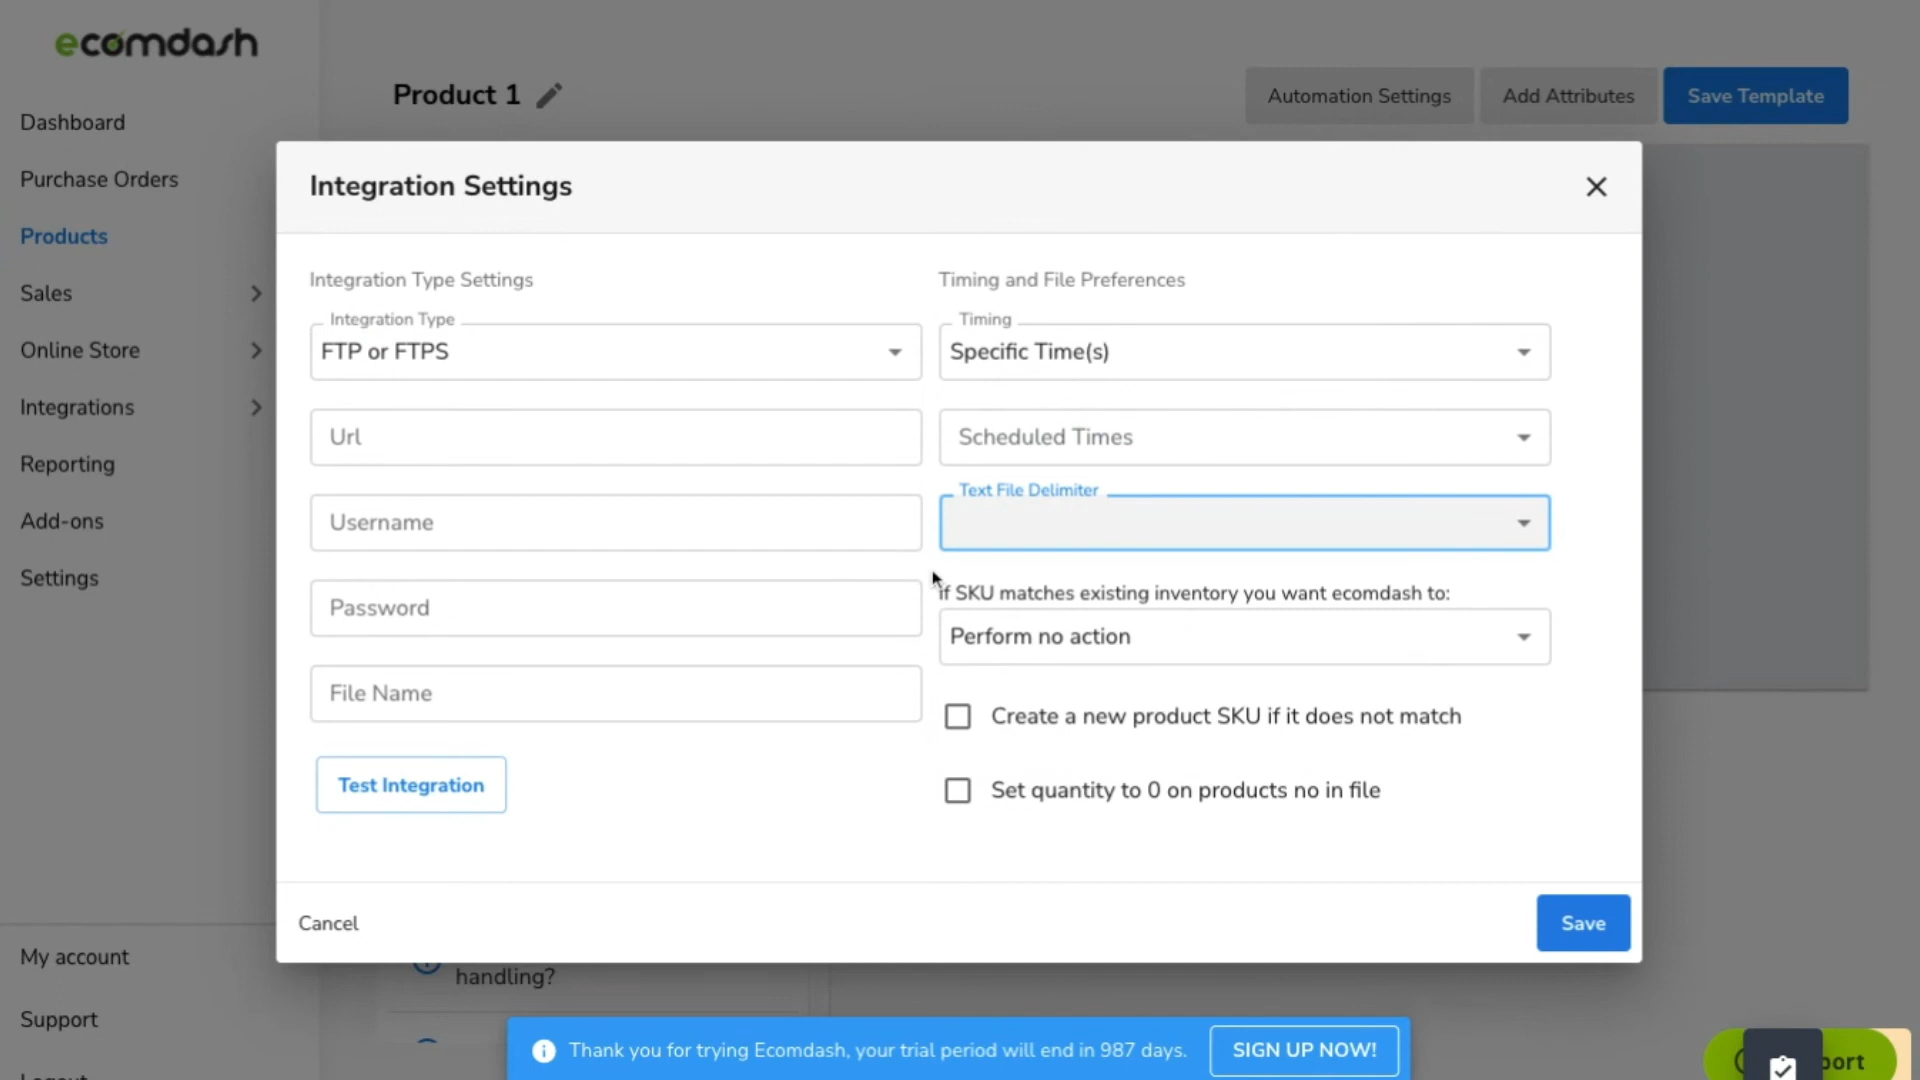 ecomdash
Dashboard
Purchase Orders
Products
Sales
Online Store
Integrations
Reporting
Add-ons
Settings
My account
Support
Product 1
Automation Settings
Add Attributes
Save Template
Integration Settings
Integration Type Settings
Integration Type
FTP or FTPS
Url
Username
Password
File Name
Test Integration
Timing and File Preferences
Timing
Specific Time(s)
Scheduled Times
Text File Delimiter
if SKU matches existing inventory you want ecomdash to:
Perform no action
Create a new product SKU if it does not match
Set quantity to 0 on products no in file
Cancel
Save
handling?
Thank you for trying Ecomdash, your trial period will end in 987 days.
SIGN UP NOW!